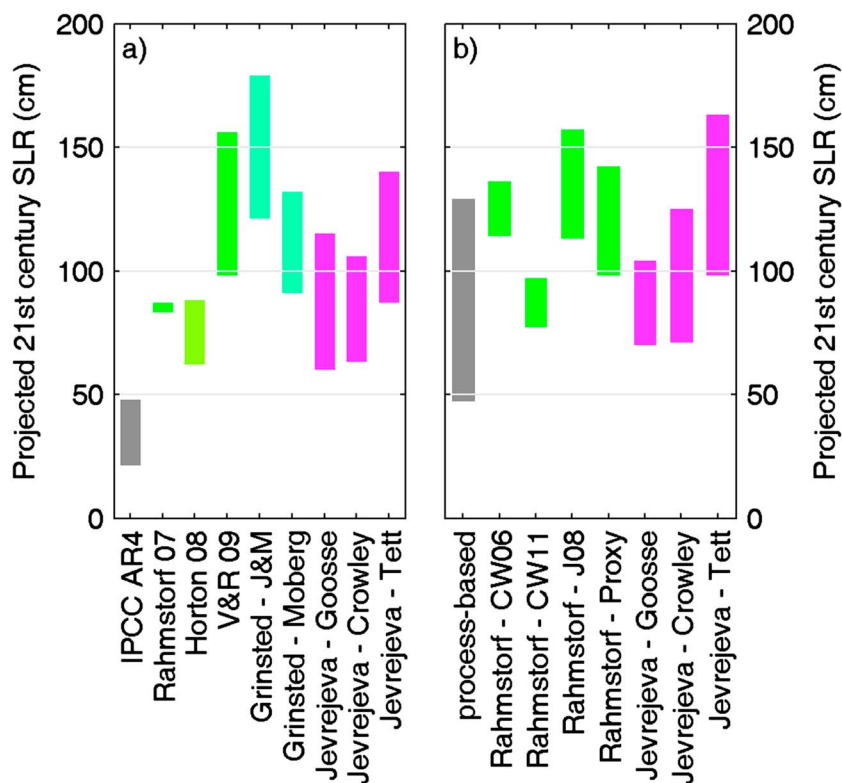 Projected 21st century SLR (cm)
200
150
100
50
0
a)
IPCC AR4
Rahmstorf 07
Horton 08
V&R 09
Grinsted - J&M
Grinsted - Moberg
Jevrejeva - Goosse
Jevrejeva - Crowley
Jevrejeva - Tett
b)
process-based
Rahmstorf - CW06
Rahmstorf - CW11
Rahmstorf - J08
Rahmstorf - Proxy
Jevrejeva - Goosse
Jevrejeva - Crowley
Jevrejeva - Tett
200
150
100
50
0
Projected 21st century SLR (cm)